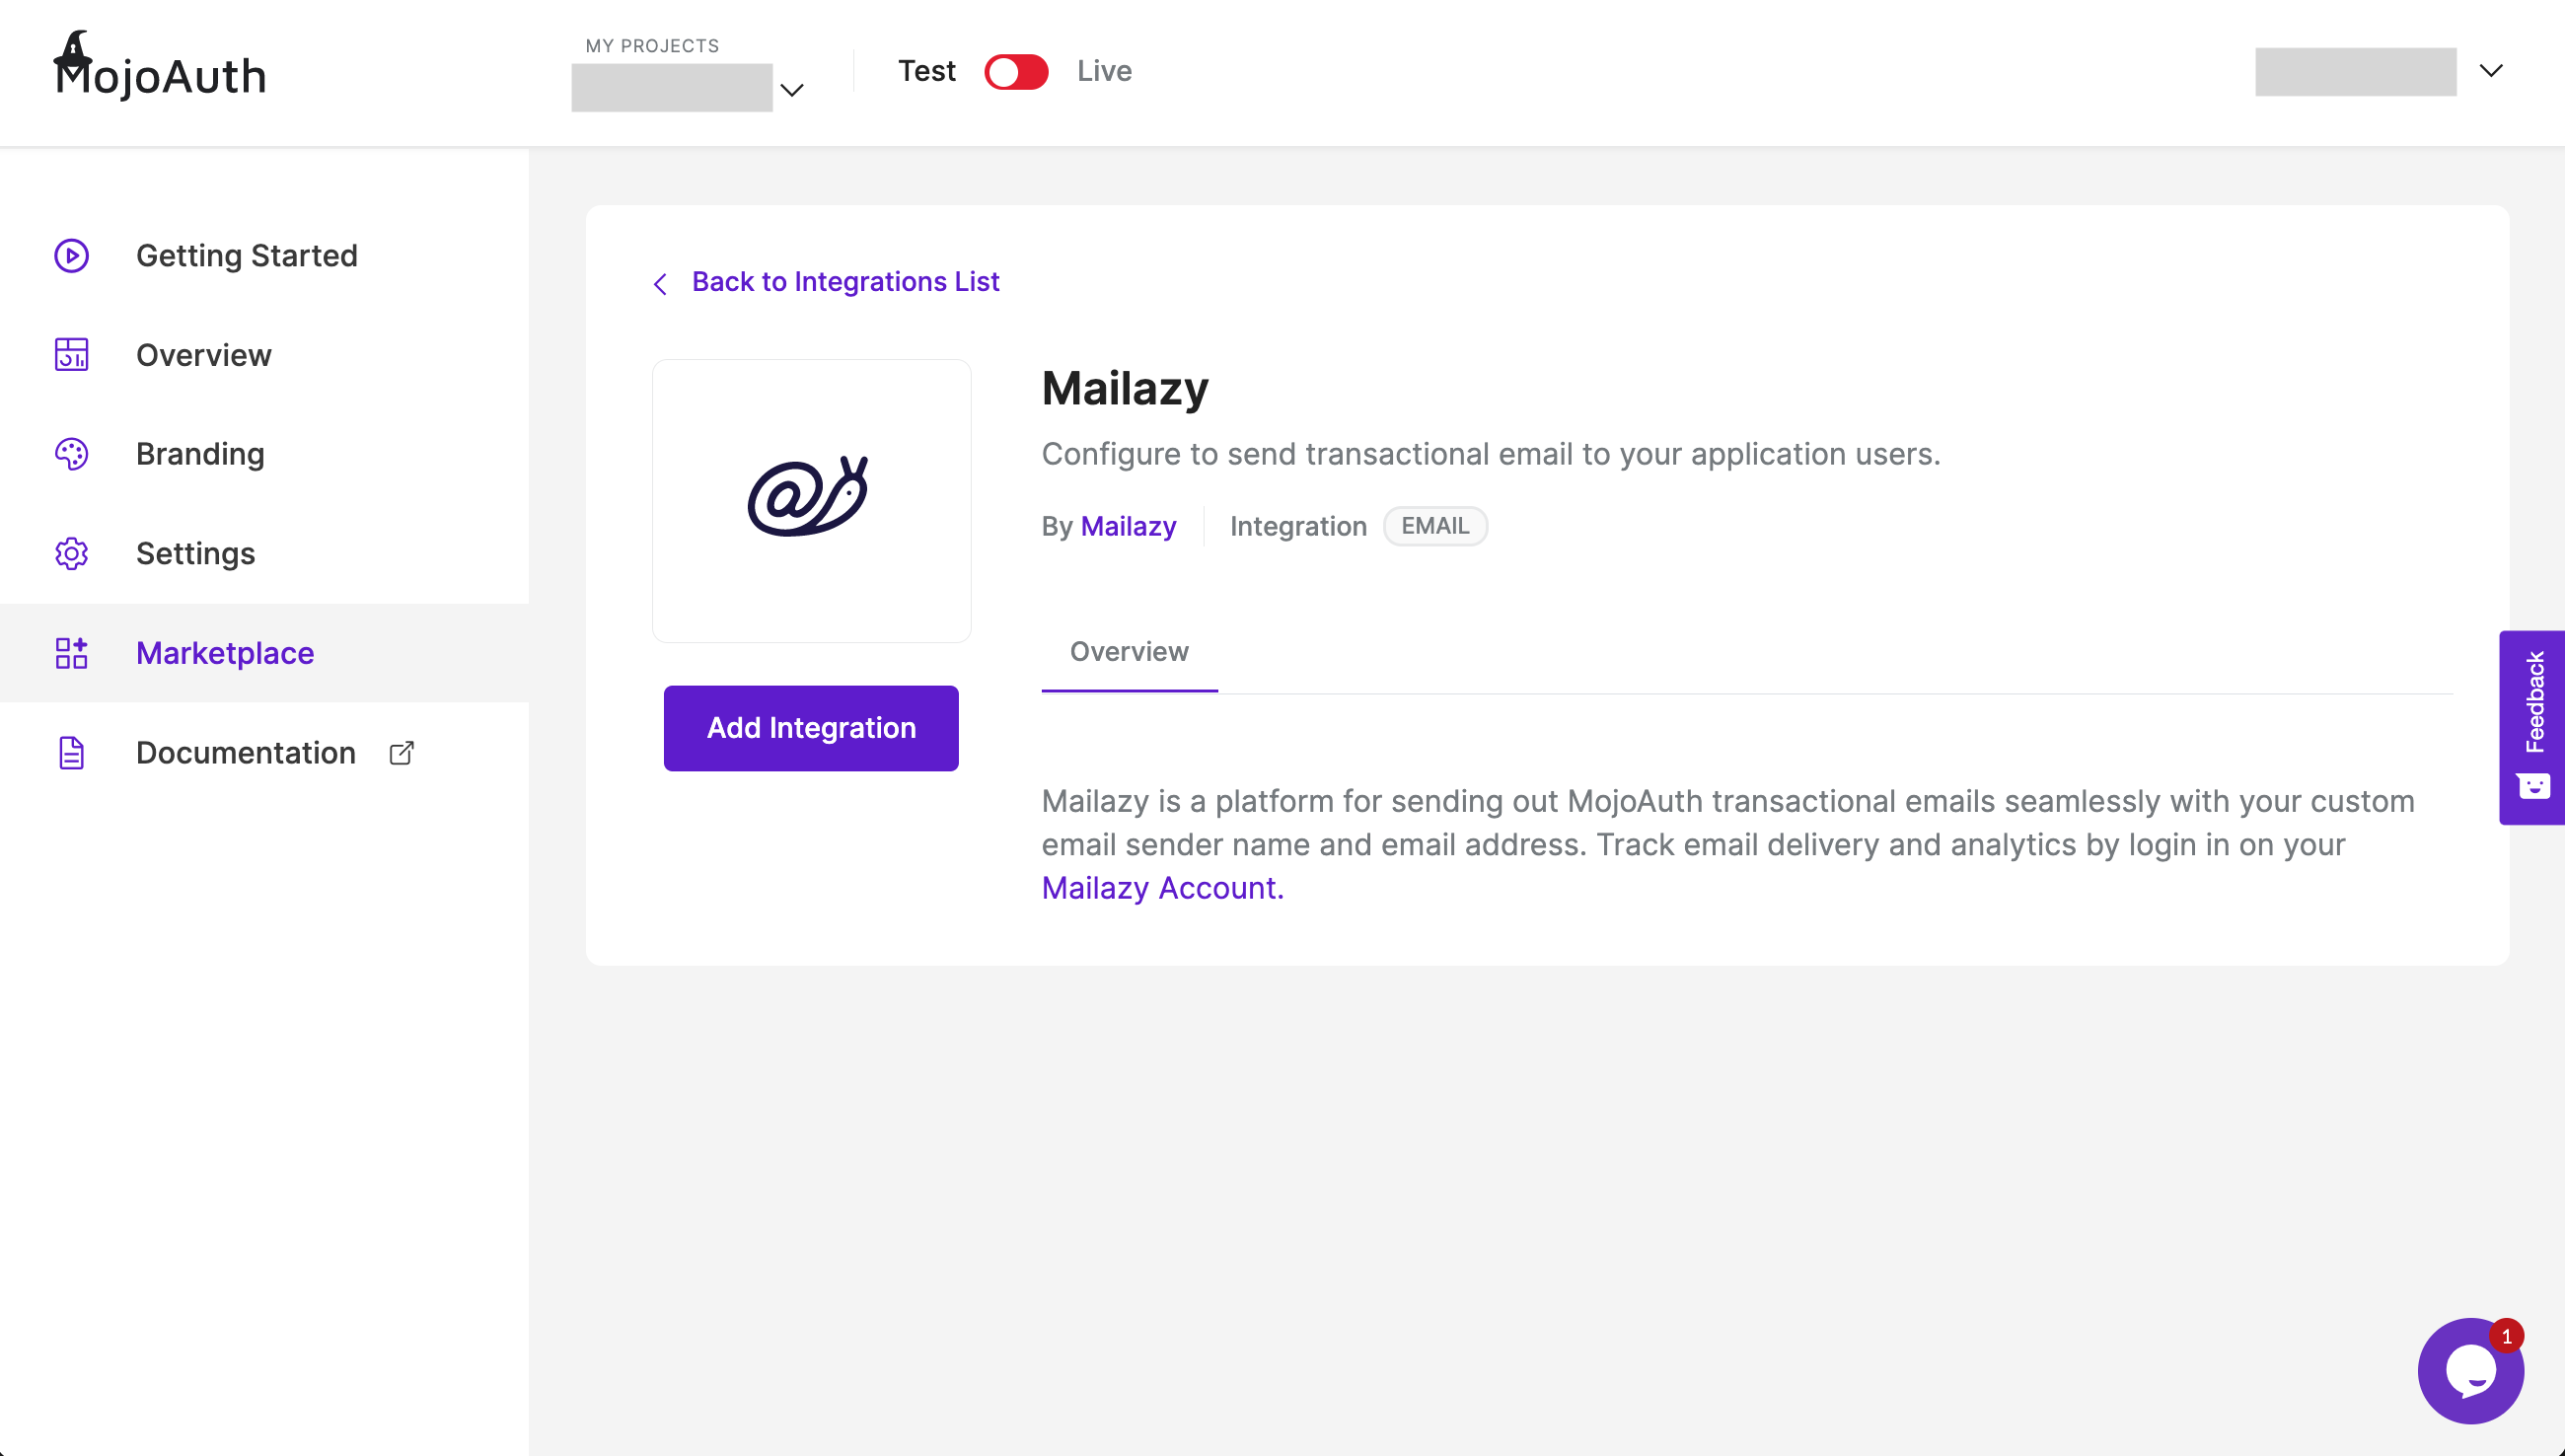 MojoAuth
MY PROJECTS
Test Live
Getting Started
Overview
Branding
Settings
Marketplace
Documentation
Back to Integrations List
Mailazy
Configure to send transactional email to your application users.
By Mailazy Integration EMAIL
Add Integration
Overview
Mailazy is a platform for sending out MojoAuth transactional emails seamlessly with your custom
email sender name and email address. Track email delivery and analytics by login in on your
Mailazy Account.
Feedback
1